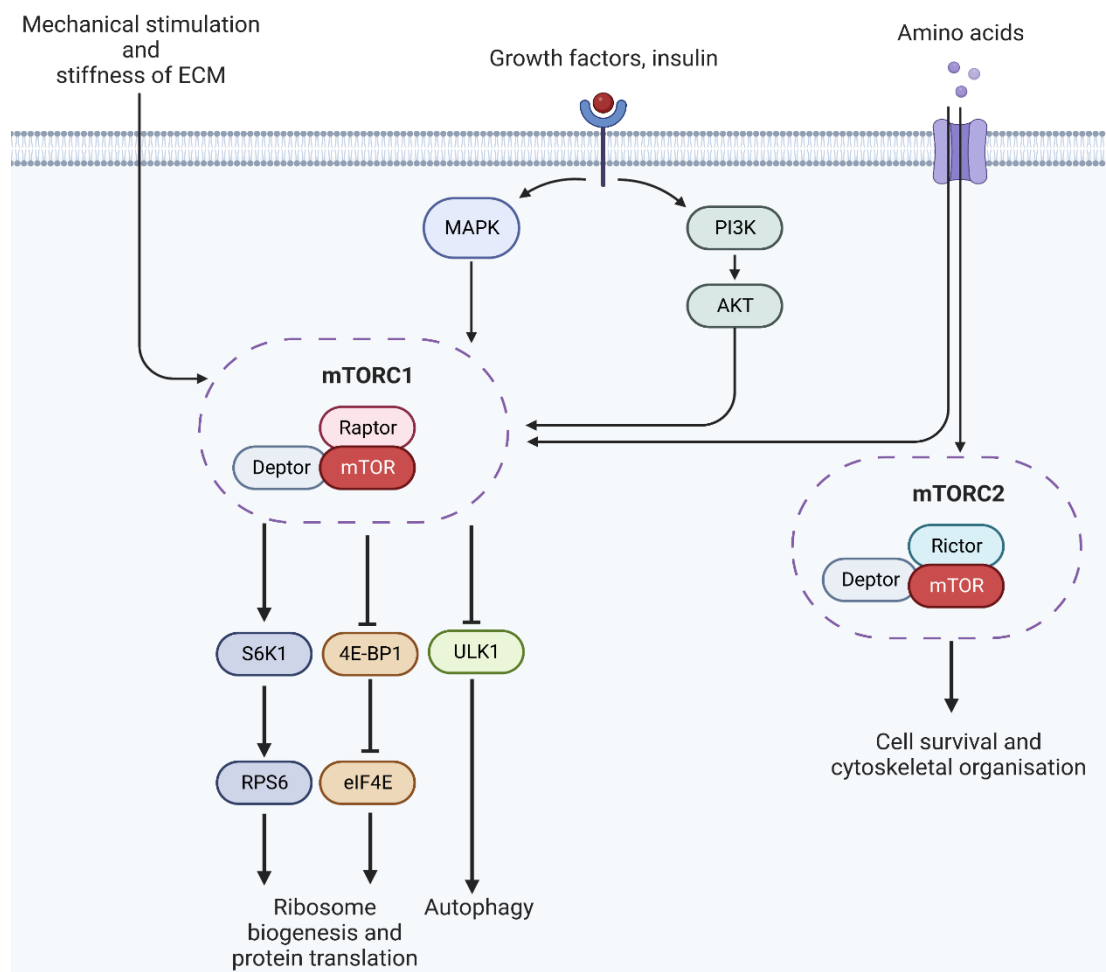 Mechanical stimulation
and
stiffness of ECM
Growth factors, insulin
Amino acids
MAPK
PI3K
AKT
mTORC1
Raptor
Deptor
mTOR
mTORC2
Rictor
Deptor
mTOR
S6K1
4E-BP1
ULK1
RPS6
eIF4E
Cell survival and
cytoskeletal organisation
Ribosome
biogenesis and
protein translation
Autophagy